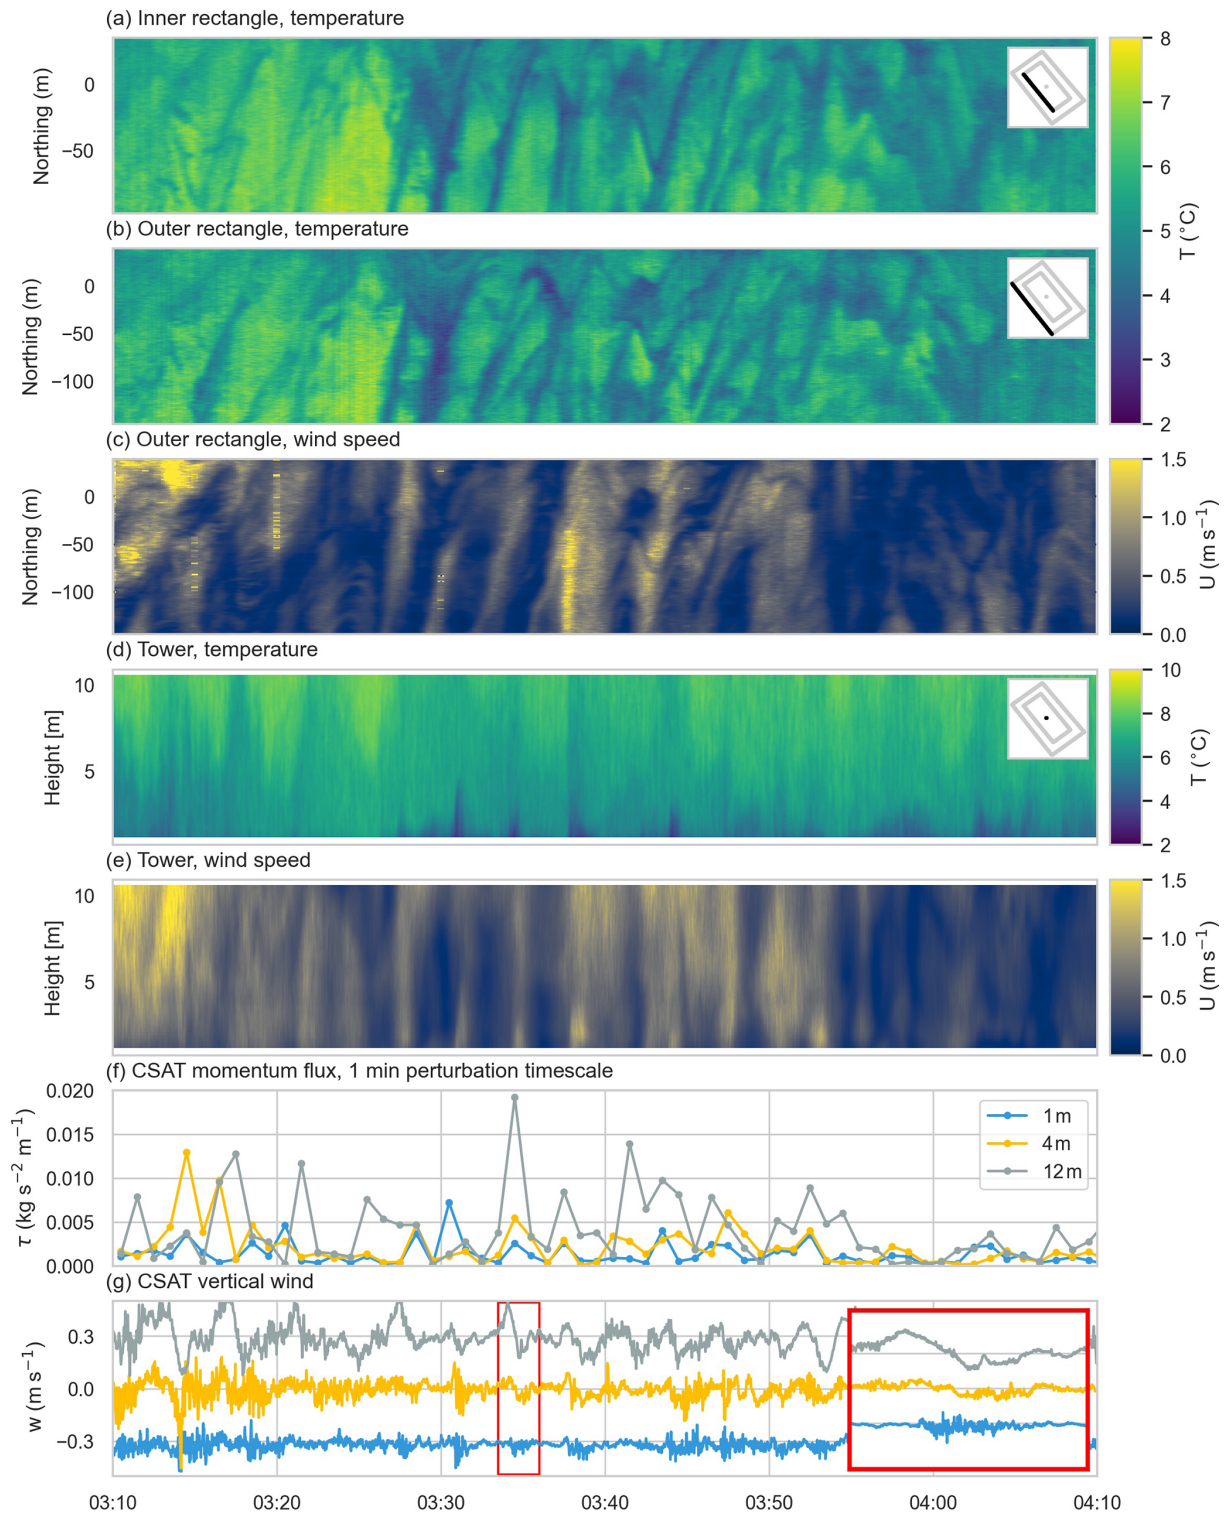 (a) Inner rectangle, temperature
Northing (m)
0
−50
(b) Outer rectangle, temperature
Northing (m)
0
−50
−100
8
7
6
5
4
3
2
T (°C)
(c) Outer rectangle, wind speed
Northing (m)
0
−50
−100
1.5
1.0
0.5
0.0
U (m s⁻¹)
(d) Tower, temperature
Height [m]
10
5
10
8
6
4
2
T (°C)
(e) Tower, wind speed
Height [m]
10
5
1.5
1.0
0.5
0.0
U (m s⁻¹)
(f) CSAT momentum flux, 1 min perturbation timescale
τ (kg s⁻² m⁻¹)
0.020
0.015
0.010
0.005
0.000
1 m
4 m
12 m
(g) CSAT vertical wind
w (m s⁻¹)
0.3
0.0
−0.3
03:10 03:20 03:30 03:40 03:50 04:00 04:10